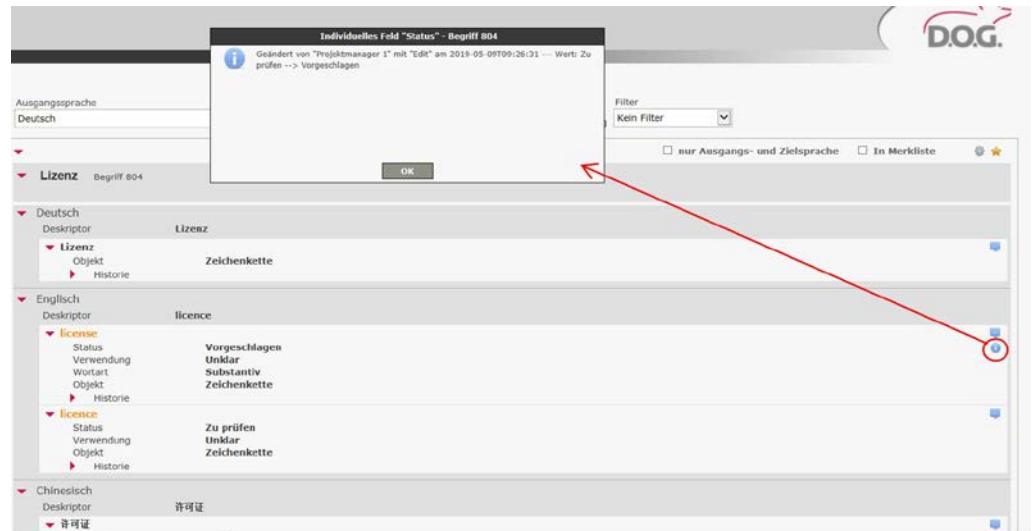 D.O.G.
Individuelles Feld "Status" - Begriff 804
Geändert von "Projektmanager 1" mit "Edit" am 2019-05-09T09:26:31 --- Wert: Zu
prüfen --> Vorgeschlagen
OK
Ausgangssprache
Deutsch
Filter
Kein Filter
nur Ausgangs- und Zielsprache In Merkliste
Lizenz Begriff 804
Deutsch
Deskriptor Lizenz
Lizenz
Objekt Zeichenkette
Historie
Englisch
Deskriptor licence
license
Status Vorgeschlagen
Verwendung Unklar
Wortart Substantiv
Objekt Zeichenkette
Historie
licence
Status Zu prüfen
Verwendung Unklar
Objekt Zeichenkette
Historie
Chinesisch
Deskriptor 许可证
许可证